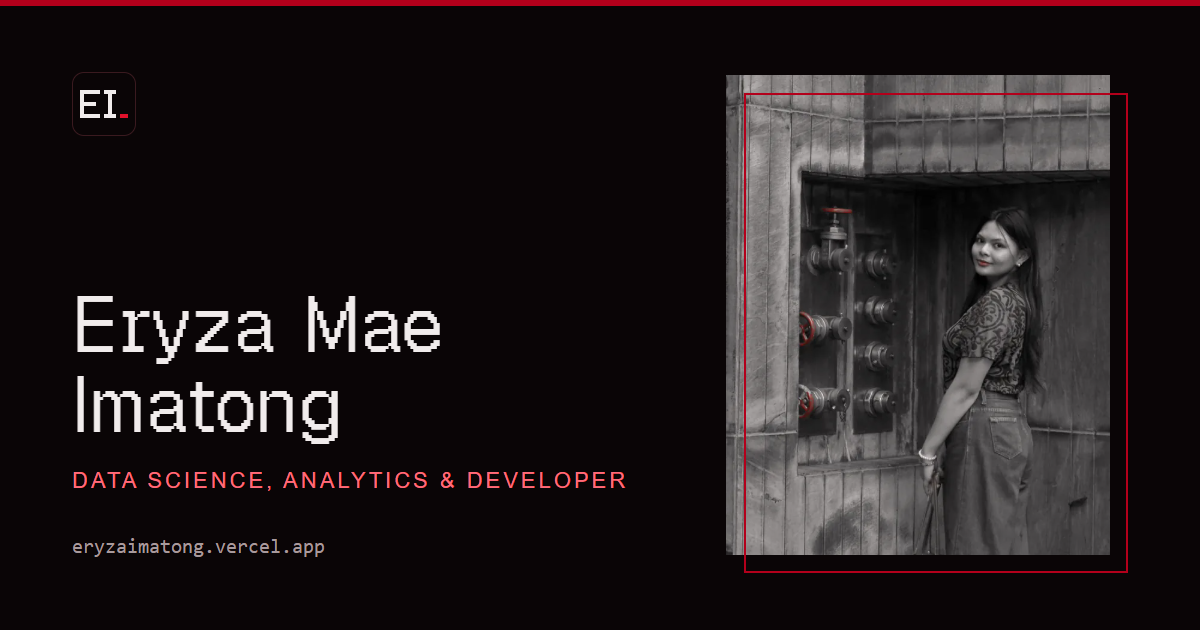 EI.
Eryza Mae
Imatong
DATA SCIENCE, ANALYTICS & DEVELOPER
eryzaimatong.vercel.app